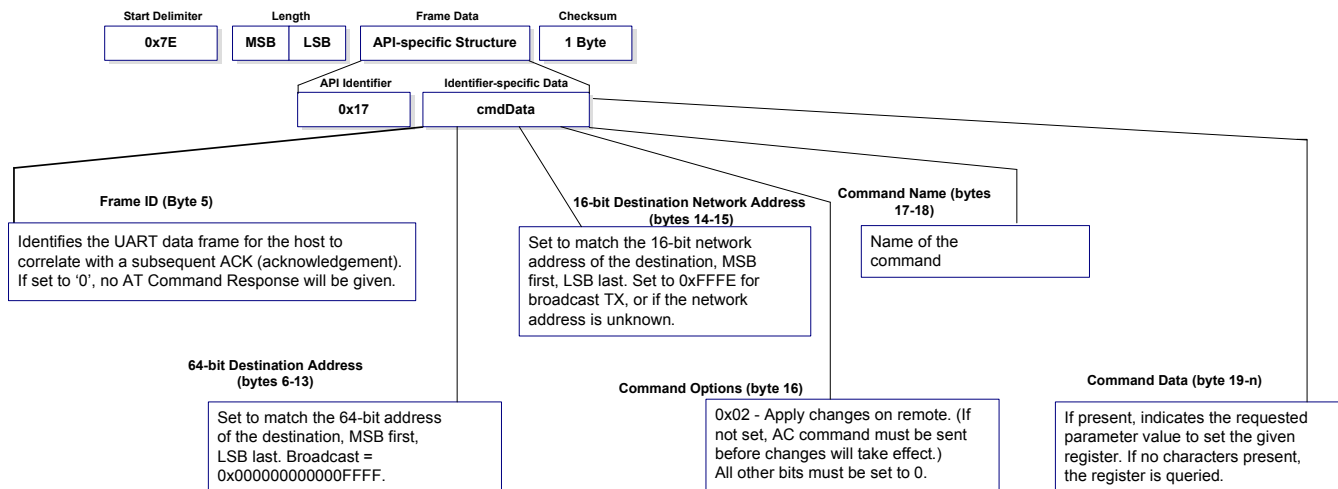 Start Delimiter
Length
Frame Data
Checksum
0x7E
MSB
LSB
API-specific Structure
1 Byte
API Identifier
Identifier-specific Data
0x17
cmdData
Frame ID (Byte 5)
Identifies the UART data frame for the host to
correlate with a subsequent ACK (acknowledgement).
If set to ‘0’, no AT Command Response will be given.
16-bit Destination Network Address
(bytes 14-15)
Set to match the 16-bit network
address of the destination, MSB
first, LSB last. Set to 0xFFFE for
broadcast TX, or if the network
address is unknown.
Command Name (bytes
17-18)
Name of the
command
64-bit Destination Address
(bytes 6-13)
Set to match the 64-bit address
of the destination, MSB first,
LSB last. Broadcast =
0x000000000000FFFF.
Command Options (byte 16)
0x02 - Apply changes on remote. (If
not set, AC command must be sent
before changes will take effect.)
All other bits must be set to 0.
Command Data (byte 19-n)
If present, indicates the requested
parameter value to set the given
register. If no characters present,
the register is queried.